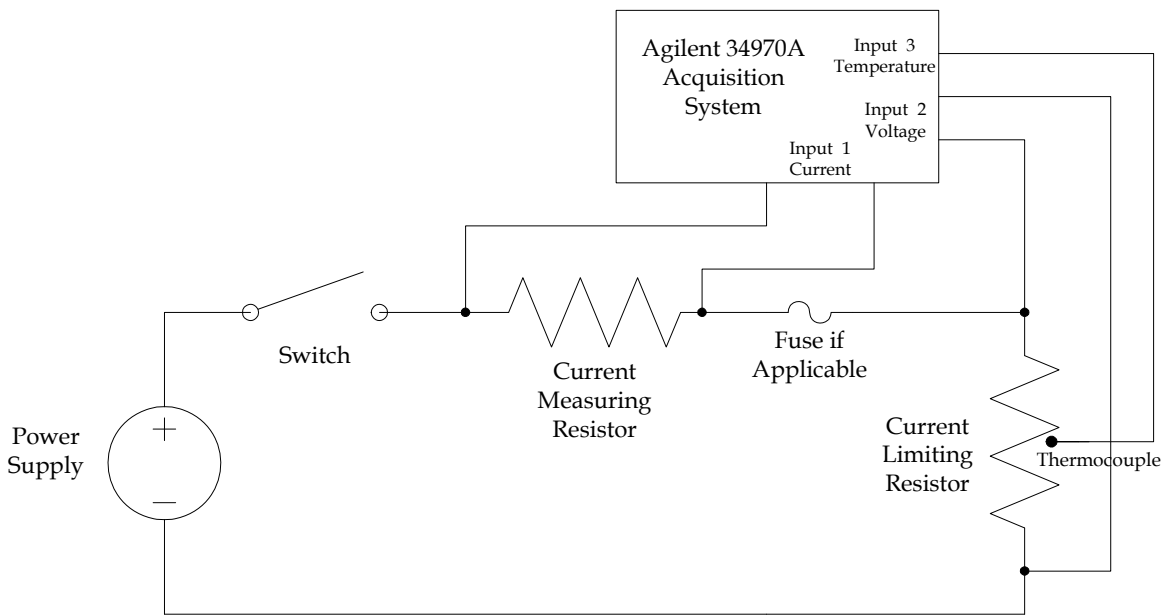 Agilent 34970A
Acquisition
System
Input 3
Temperature
Input 2
Voltage
Input 1
Current
Switch
Current
Measuring
Resistor
Fuse if
Applicable
Power
Supply
+
−
Current
Limiting
Resistor
Thermocouple